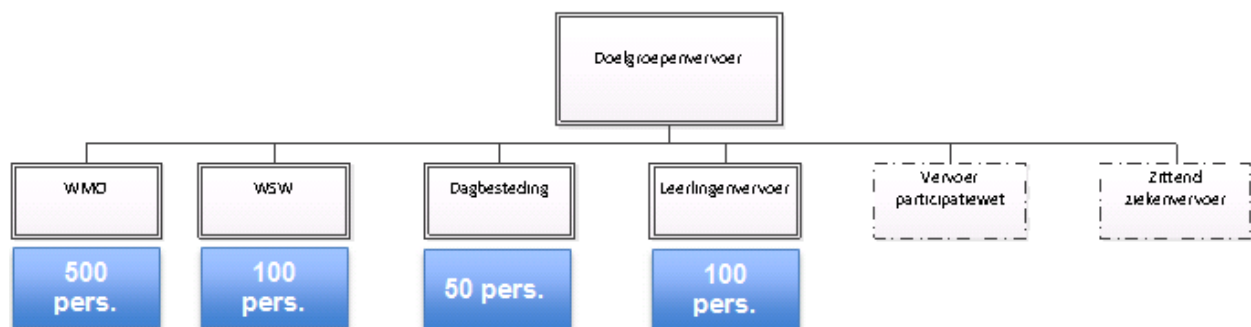 Doelgroepenvervoer
WMO
WSW
Dagbesteding
Leerlingenvervoer
Vervoer
participatiewet
Zittend
ziekenvervoer
500
pers.
100
pers.
50 pers.
100
pers.